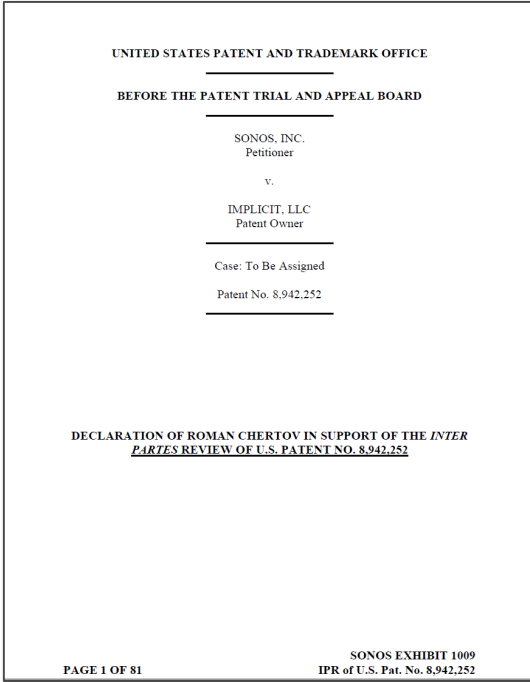 UNITED STATES PATENT AND TRADEMARK OFFICE
BEFORE THE PATENT TRIAL AND APPEAL BOARD
SONOS, INC.
Petitioner
v.
IMPLICIT, LLC
Patent Owner
Case: To Be Assigned
Patent No. 8,942,252
DECLARATION OF ROMAN CHERTOV IN SUPPORT OF THE INTER
PARTES REVIEW OF U.S. PATENT NO. 8,942,252
SONOS EXHIBIT 1009
PAGE 1 OF 81 IPR of U.S. Pat. No. 8,942,252